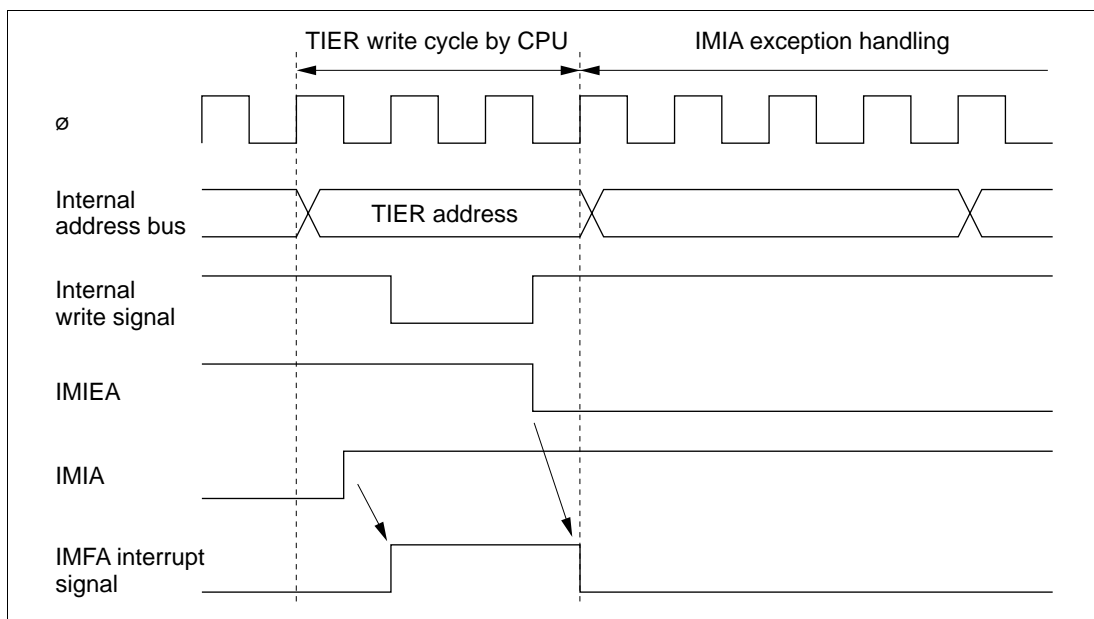 TIER write cycle by CPU
IMIA exception handling
ø
Internal
address bus
TIER address
Internal
write signal
IMIEA
IMIA
IMFA interrupt
signal